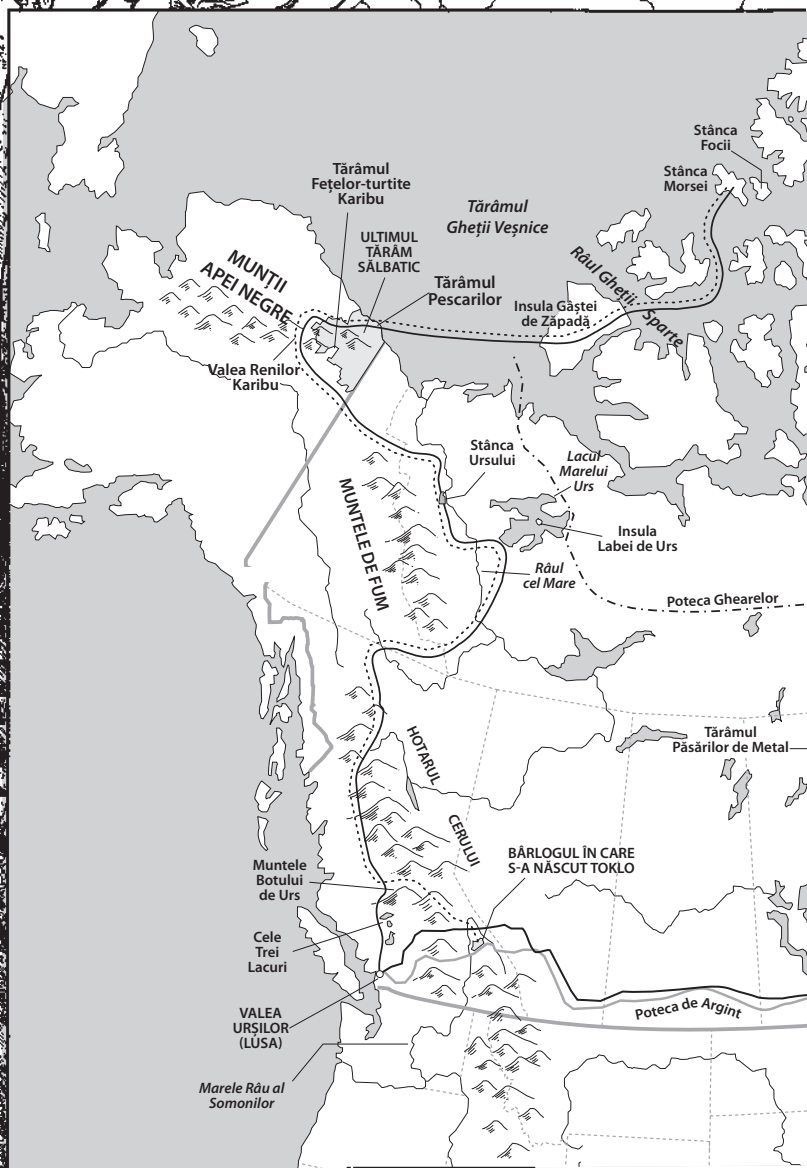 Stânca
Focii
Stânca
Morsei
Tărâmul
Fețelor-turtite
Karibu
Tărâmul
Gheții Veșnice
ULTIMUL
TĂRÂM
SĂLBATIC
MUNȚII
APEI NEGRE
Tărâmul
Pescarilor
Râul Gheții - Sparte
Insula Gâștei
de Zăpadă
Valea Renilor
Karibu
Stânca
Ursului
Lacul
Marelui
Urs
Insula
Labei de Urs
MUNTELE DE FUM
Râul
cel Mare
Poteca Ghearelor
HOTARUL
CERULUI
Tărâmul
Păsărilor de Metal
BÂRLOGUL ÎN CARE
S-A NĂSCUT TOKLO
Muntele
Botului
de Urs
Cele
Trei
Lacuri
VALEA
URȘILOR
(LUSA)
Poteca de Argint
Marele Râu al
Somonilor